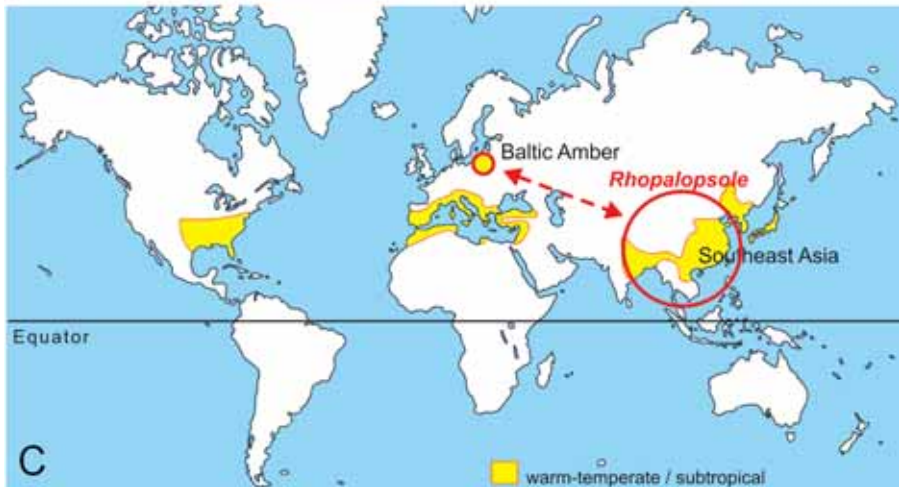 Baltic Amber
Rhopalopsole
Southeast Asia
Equator
C
warm-temperate / subtropical